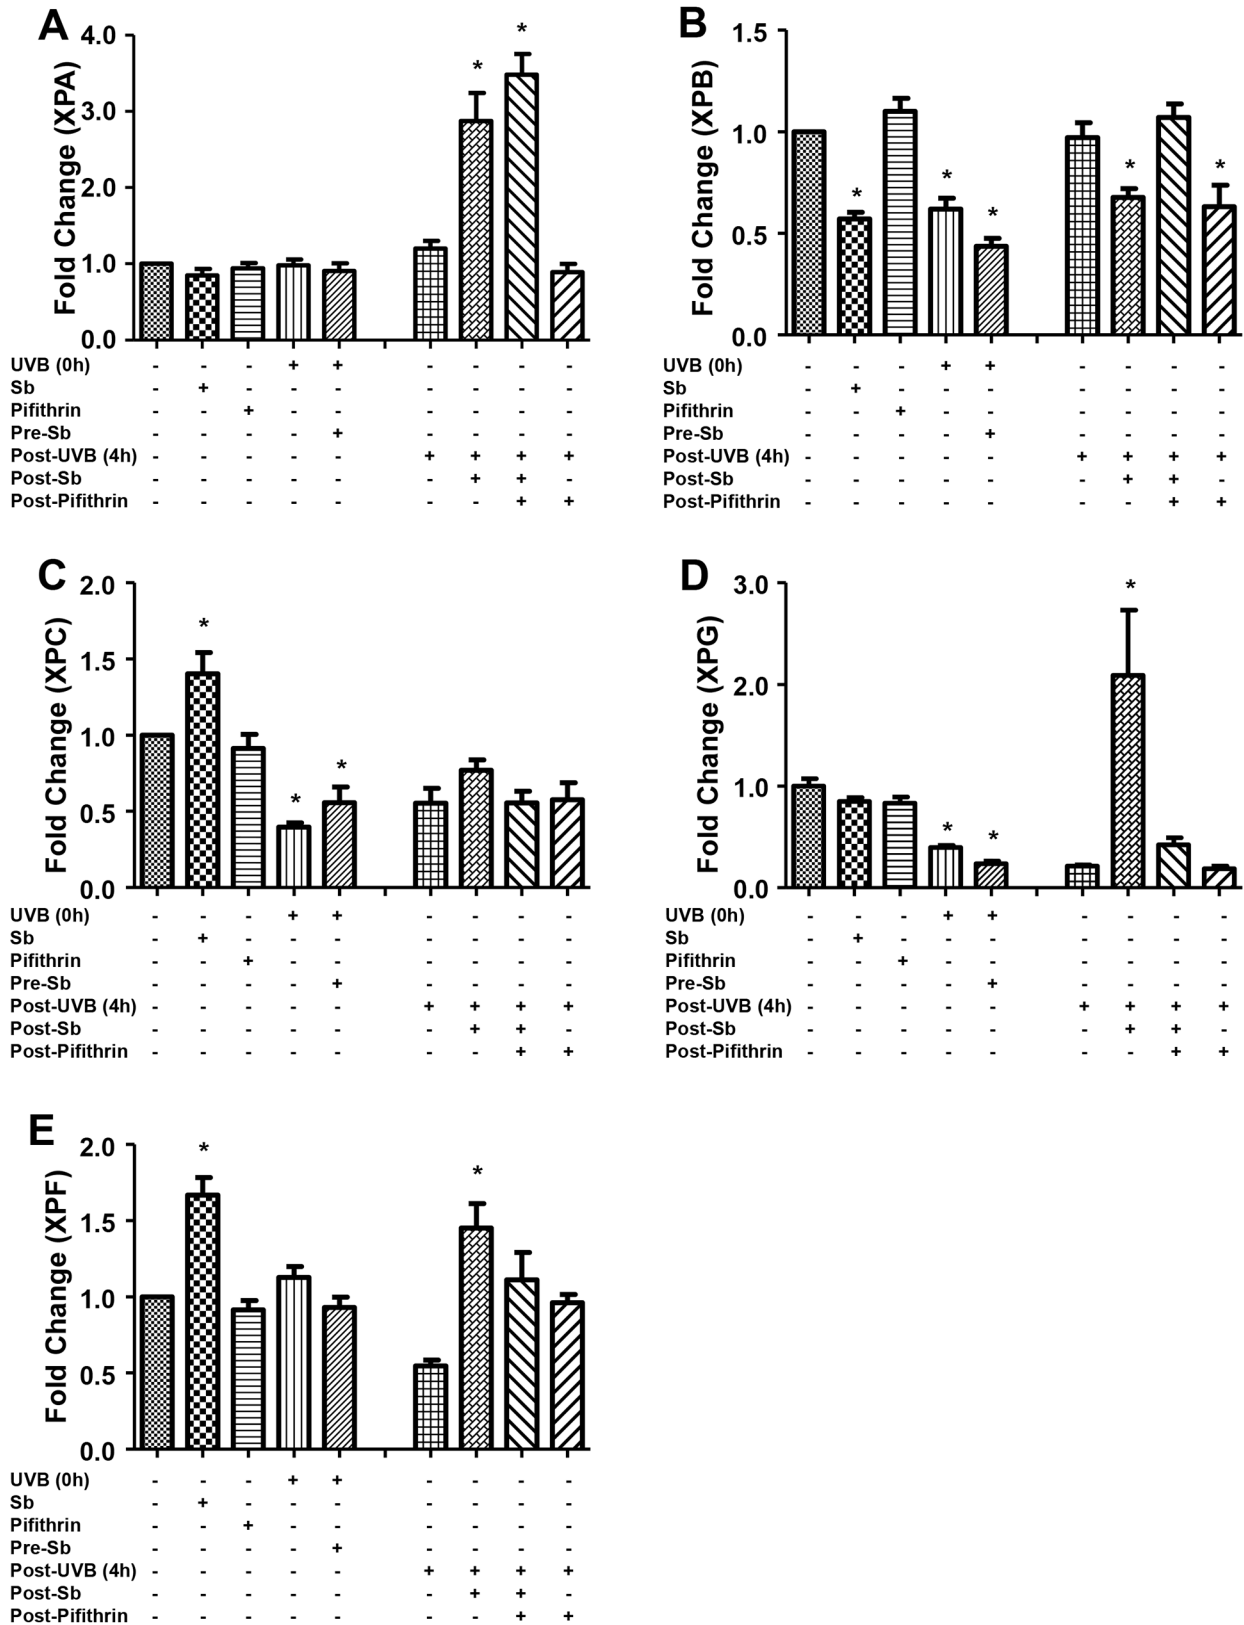 A
Fold Change (XPA)
4.0
*
*
3.0
2.0
1.0
0.0
UVB (0h) - - - + + - - - -
Sb - + - - - - - - -
Pifithrin - - + - - - - - -
Pre-Sb - - - - + - - - -
Post-UVB (4h) - - - - - + + + +
Post-Sb - - - - - - + + -
Post-Pifithrin - - - - - - - + +
B
Fold Change (XPB)
1.5
1.0
* * * * *
0.5
0.0
UVB (0h) - - - + + - - - -
Sb - + - - - - - - -
Pifithrin - - + - - - - - -
Pre-Sb - - - - + - - - -
Post-UVB (4h) - - - - - + + + +
Post-Sb - - - - - - + + -
Post-Pifithrin - - - - - - - + +
C
Fold Change (XPC)
2.0
*
1.5
1.0
* *
0.5
0.0
UVB (0h) - - - + + - - - -
Sb - + - - - - - - -
Pifithrin - - + - - - - - -
Pre-Sb - - - - + - - - -
Post-UVB (4h) - - - - - + + + +
Post-Sb - - - - - - + + -
Post-Pifithrin - - - - - - - + +
D
Fold Change (XPG)
3.0
*
2.0
1.0
* *
0.0
UVB (0h) - - - + + - - - -
Sb - + - - - - - - -
Pifithrin - - + - - - - - -
Pre-Sb - - - - + - - - -
Post-UVB (4h) - - - - - + + + +
Post-Sb - - - - - - + + -
Post-Pifithrin - - - - - - - + +
E
Fold Change (XPF)
2.0
* *
1.5
1.0
0.5
0.0
UVB (0h) - - - + + - - - -
Sb - + - - - - - - -
Pifithrin - - + - - - - - -
Pre-Sb - - - - + - - - -
Post-UVB (4h) - - - - - + + + +
Post-Sb - - - - - - + + -
Post-Pifithrin - - - - - - - + +